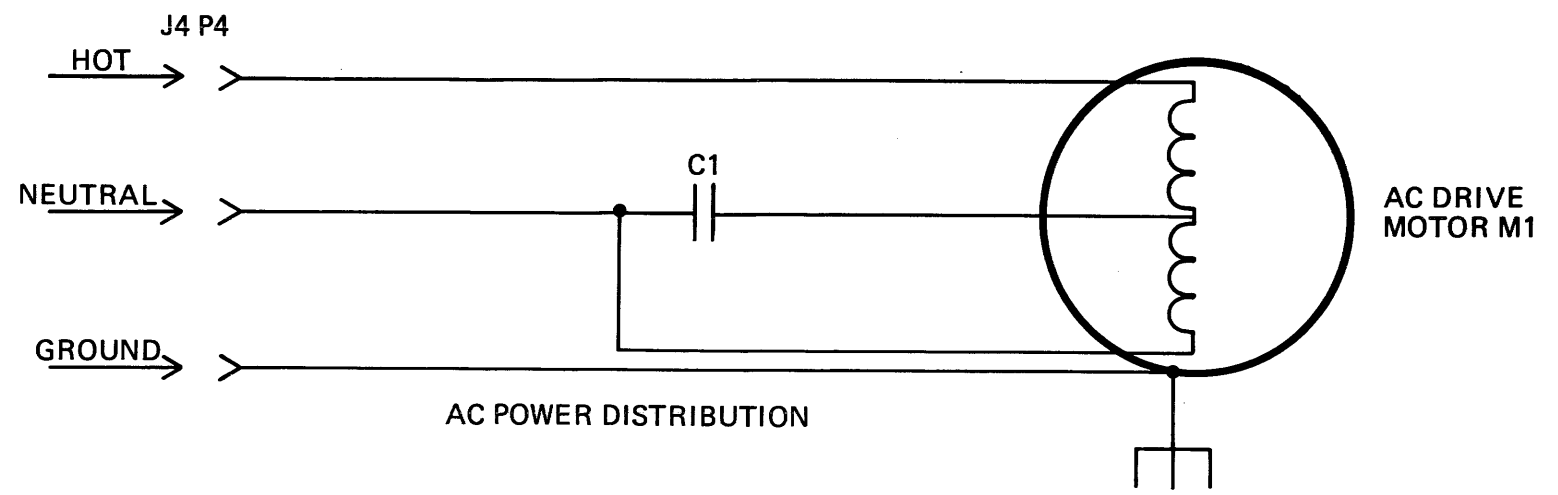 J4 P4
HOT
NEUTRAL
C1
AC DRIVE
MOTOR M1
GROUND
AC POWER DISTRIBUTION